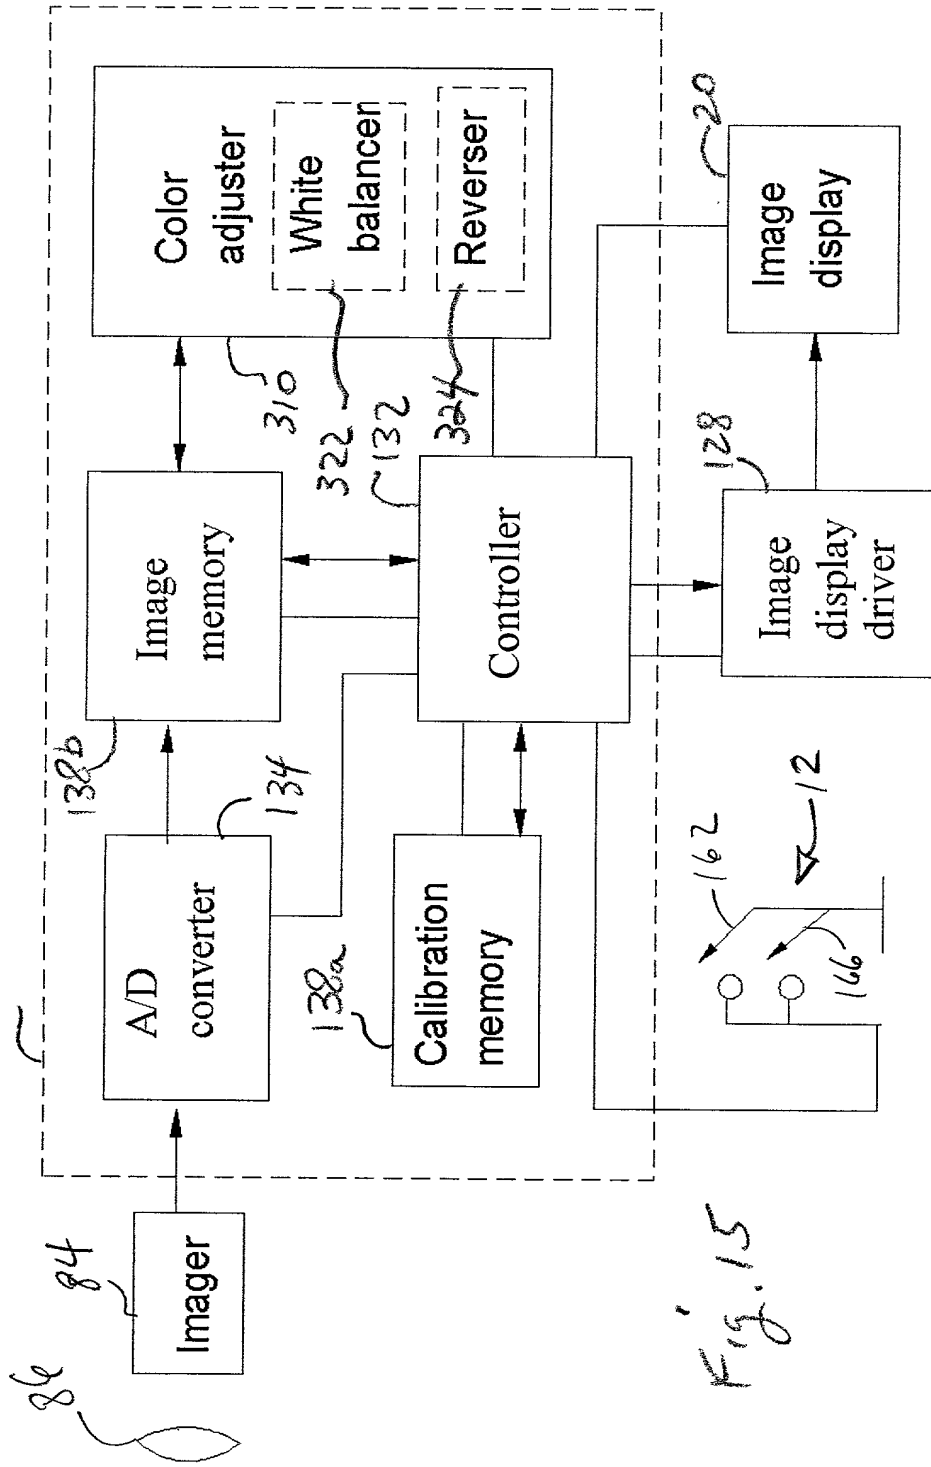 86
84
Imager
A/D
converter
134
138b
Image
memory
310
Color
adjuster
White
balancer
322
Reverser
324
138a
Calibration
memory
Controller
132
162
166
12
Image
display
driver
128
Image
display
20
Fig. 15